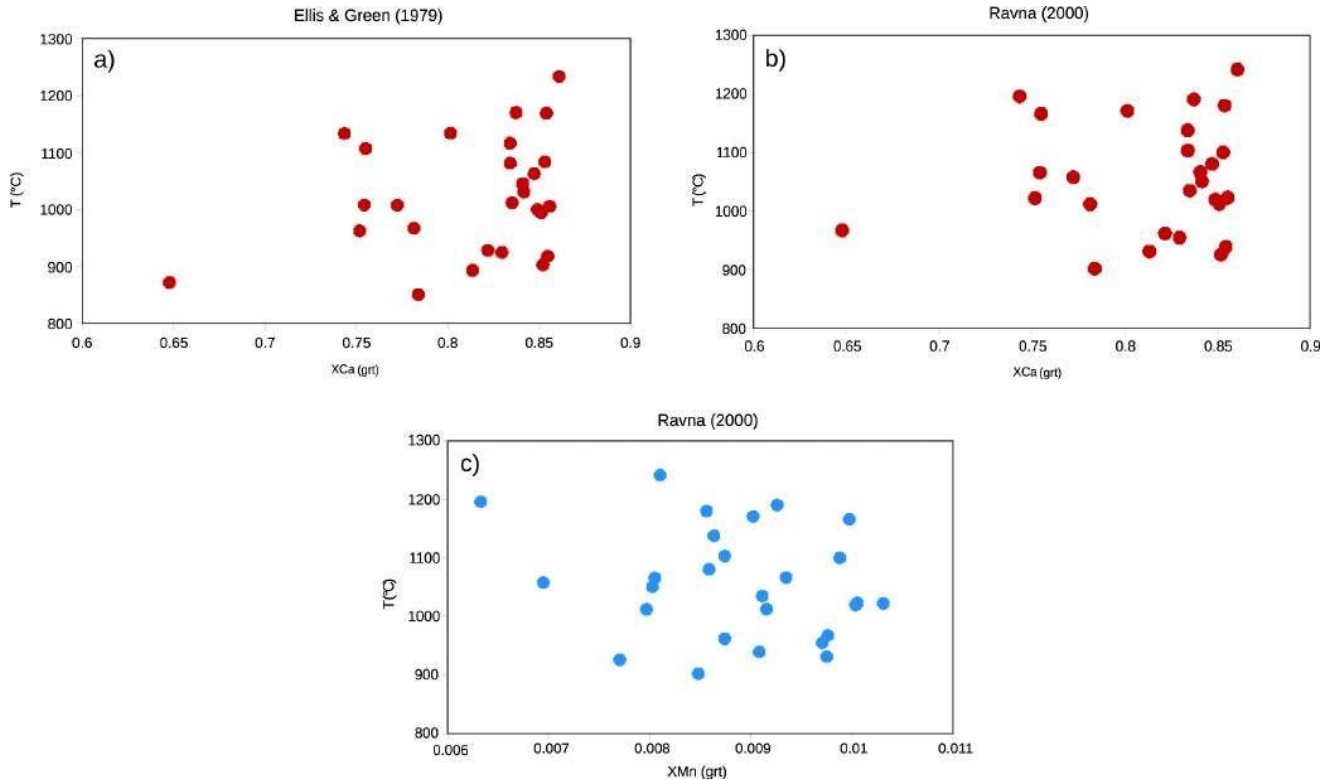 Ellis & Green (1979)
a)
T (°C)
1300
1200
1100
1000
900
800
0.6 0.65 0.7 0.75 0.8 0.85 0.9
XCa (grt)
Ravna (2000)
b)
T (°C)
1300
1200
1100
1000
900
800
0.6 0.65 0.7 0.75 0.8 0.85 0.9
XCa (grt)
Ravna (2000)
c)
T(°C)
1300
1200
1100
1000
900
800
0.006 0.007 0.008 0.009 0.01 0.011
XMn (grt)